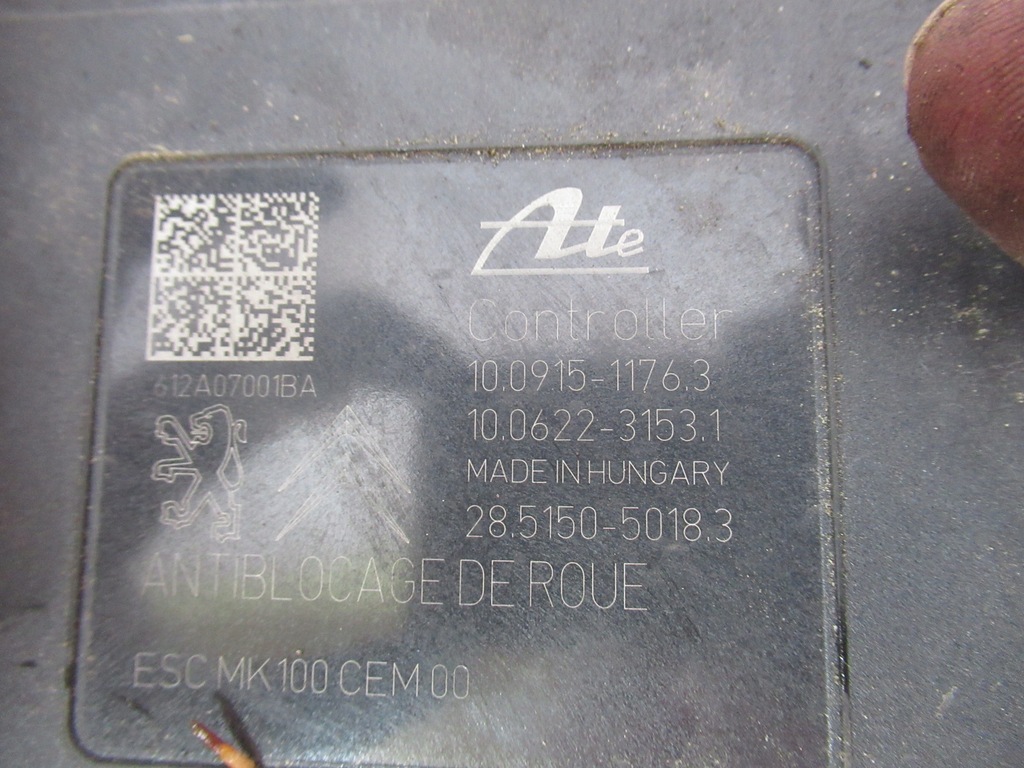 Ate
Controller
10.0915-1176.3
612A07001BA
10.0622-3153.1
MADE IN HUNGARY
28.5150-5018.3
ANTIBLOCAGE DE ROUE
ESC MK100 CEM 00